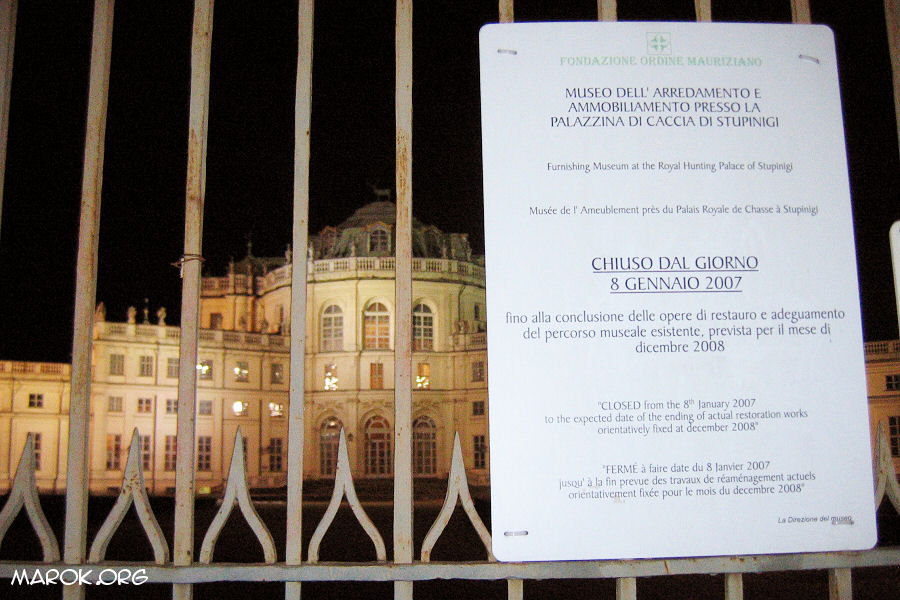 FONDAZIONE ORDINE MAURIZIANO
MUSEO DELL' ARREDAMENTO E
AMMOBILIAMENTO PRESSO LA
PALAZZINA DI CACCIA DI STUPINIGI
Furnishing Museum at the Royal Hunting Palace of Stupinigi
Musée de l' Ameublement près du Palais Royale de Chasse à Stupinigi
CHIUSO DAL GIORNO
8 GENNAIO 2007
fino alla conclusione delle opere di restauro e adeguamento
del percorso museale esistente, prevista per il mese di
dicembre 2008
"CLOSED from the 8th January 2007
to the expected date of the ending of actual restoration works
orientatively fixed at december 2008"
"FERMÉ à faire date du 8 Janvier 2007
jusqu' à la fin prevue des travaux de réaménagement actuels
orientativement fixée pour le mois du decembre 2008"
La Direzione del museo
MAROK.ORG